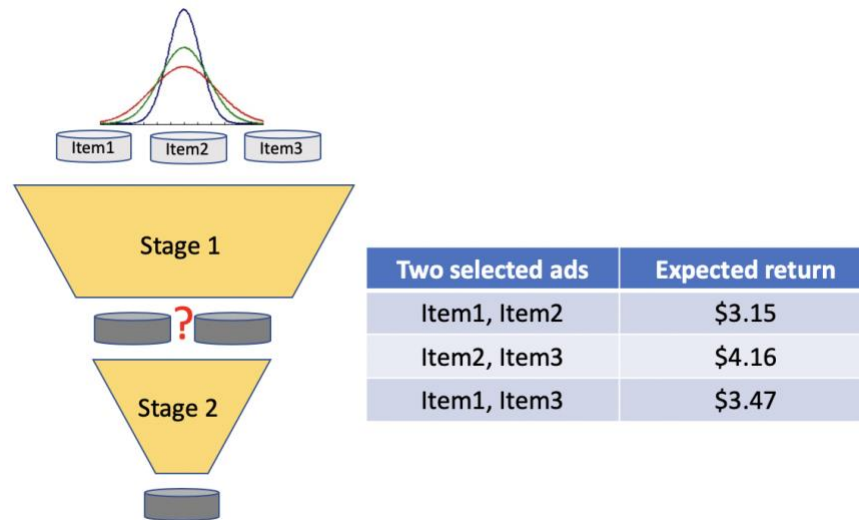 Item1
Item2
Item3
Stage 1
?
Stage 2
Two selected ads Expected return
Item1, Item2 $3.15
Item2, Item3 $4.16
Item1, Item3 $3.47